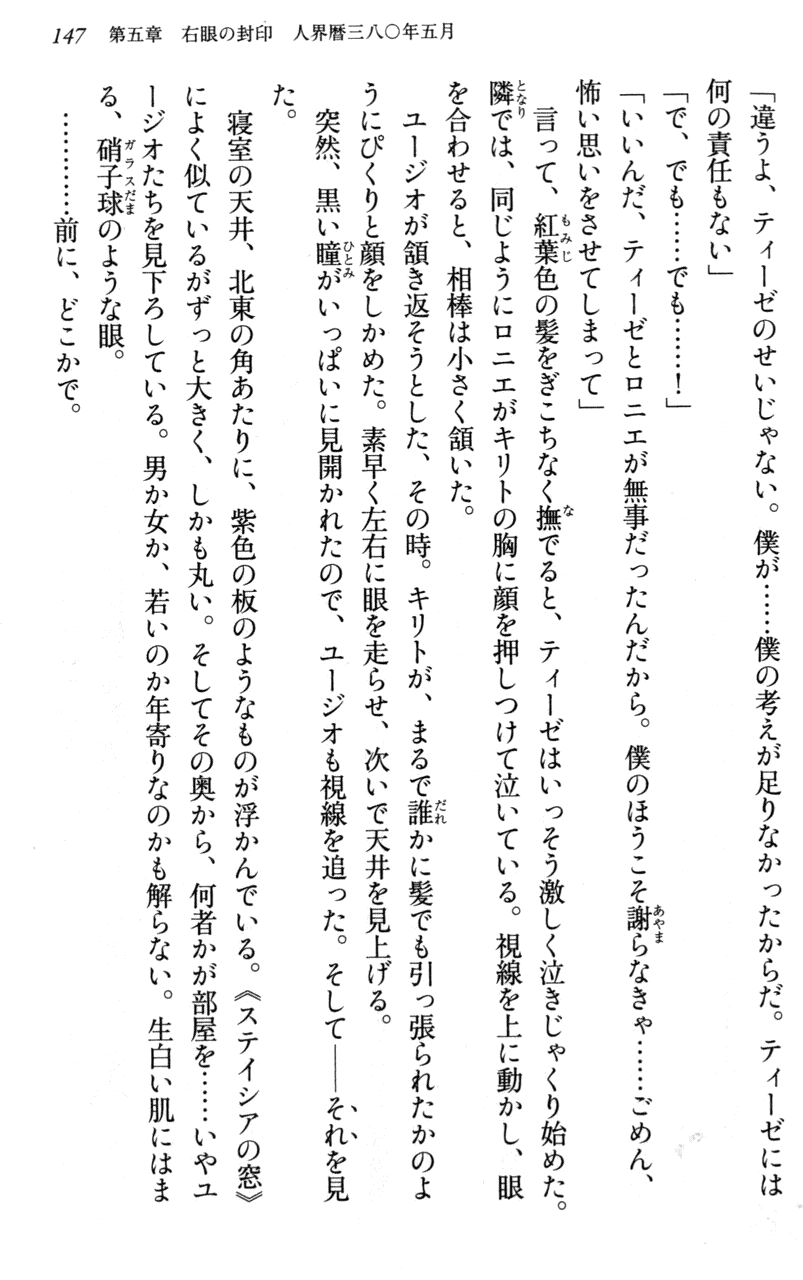 147　第五章　右眼の封印　人界暦三八〇年五月
「違うよ、ティーゼのせいじゃない。僕が……僕の考えが足りなかったからだ。ティーゼには
何の責任もない」
「で、でも……でも……！」
「いいんだ、ティーゼとロニエが無事だったんだから。僕のほうこそ謝らなきゃ……ごめん、
怖い思いをさせてしまって」
　言って、紅葉色の髪をぎこちなく撫でると、ティーゼはいっそう激しく泣きじゃくり始めた。
隣では、同じようにロニエがキリトの胸に顔を押しつけて泣いている。視線を上に動かし、眼
を合わせると、相棒は小さく頷いた。
　ユージオが頷き返そうとした、その時。キリトが、まるで誰かに髪でも引っ張られたかのよ
うにぴくりと顔をしかめた。素早く左右に眼を走らせ、次いで天井を見上げる。
　突然、黒い瞳がいっぱいに見開かれたので、ユージオも視線を追った。そして――それを見
た。
　寝室の天井、北東の角あたりに、紫色の板のようなものが浮かんでいる。《ステイシアの窓》
によく似ているがずっと大きく、しかも丸い。そしてその奥から、何者かが部屋を……いやユ
ージオたちを見下ろしている。男か女か、若いのか年寄りなのかも解らない。生白い肌にはま
る、硝子球のような眼。
　…………前に、どこかで。